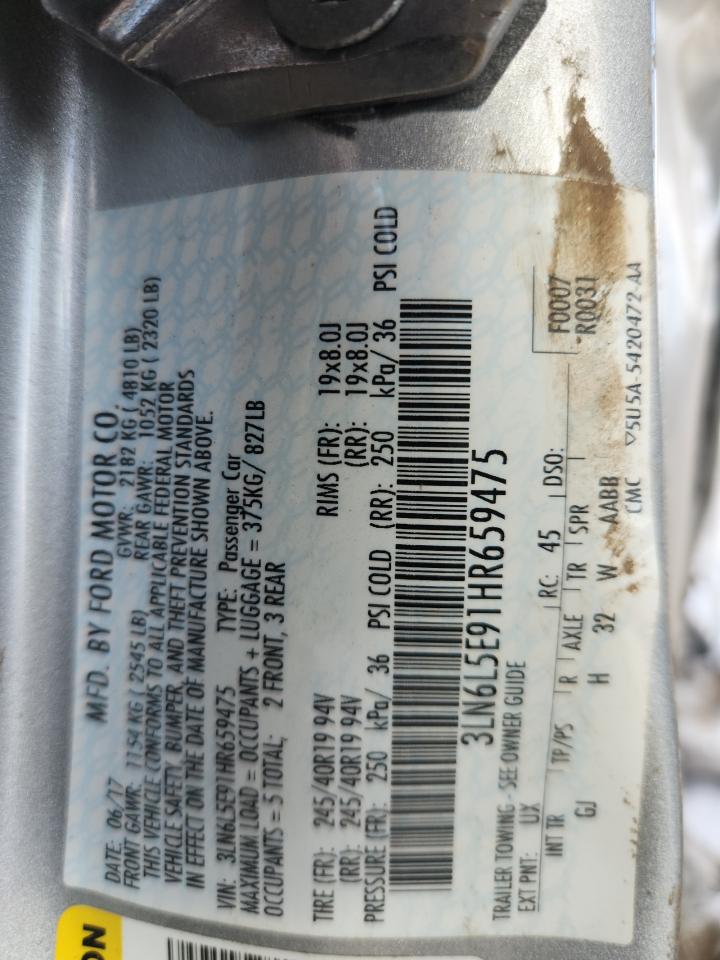 MFD. BY FORD MOTOR CO.
DATE: 06/17 GVWR: 2182 KG ( 4810 LB)
FRONT GAWR: 1154 KG ( 2545 LB) REAR GAWR: 1052 KG ( 2320 LB)
THIS VEHICLE CONFORMS TO ALL APPLICABLE FEDERAL MOTOR
VEHICLE SAFETY, BUMPER, AND THEFT PREVENTION STANDARDS
IN EFFECT ON THE DATE OF MANUFACTURE SHOWN ABOVE.
VIN: 3LN6L5E91HR659475 TYPE: Passenger Car
MAXIMUM LOAD = OCCUPANTS + LUGGAGE = 375KG/ 827LB
OCCUPANTS = 5 TOTAL; 2 FRONT, 3 REAR
TIRE (FR): 245/40R19 94V RIMS (FR): 19x8.0J
(RR): 245/40R19 94V (RR): 19x8.0J
PRESSURE (FR): 250 kPa/ 36 PSI COLD (RR): 250 kPa/ 36 PSI COLD
3LN6L5E91HR659475
TRAILER TOWING - SEE OWNER GUIDE
EXT PNT: UX RC: 45 DSO: F0007
R0031
INT TR TP/PS R AXLE TR SPR
GJ H 32 W AABB
CMC ▽5U5A-5420472-AA
ON